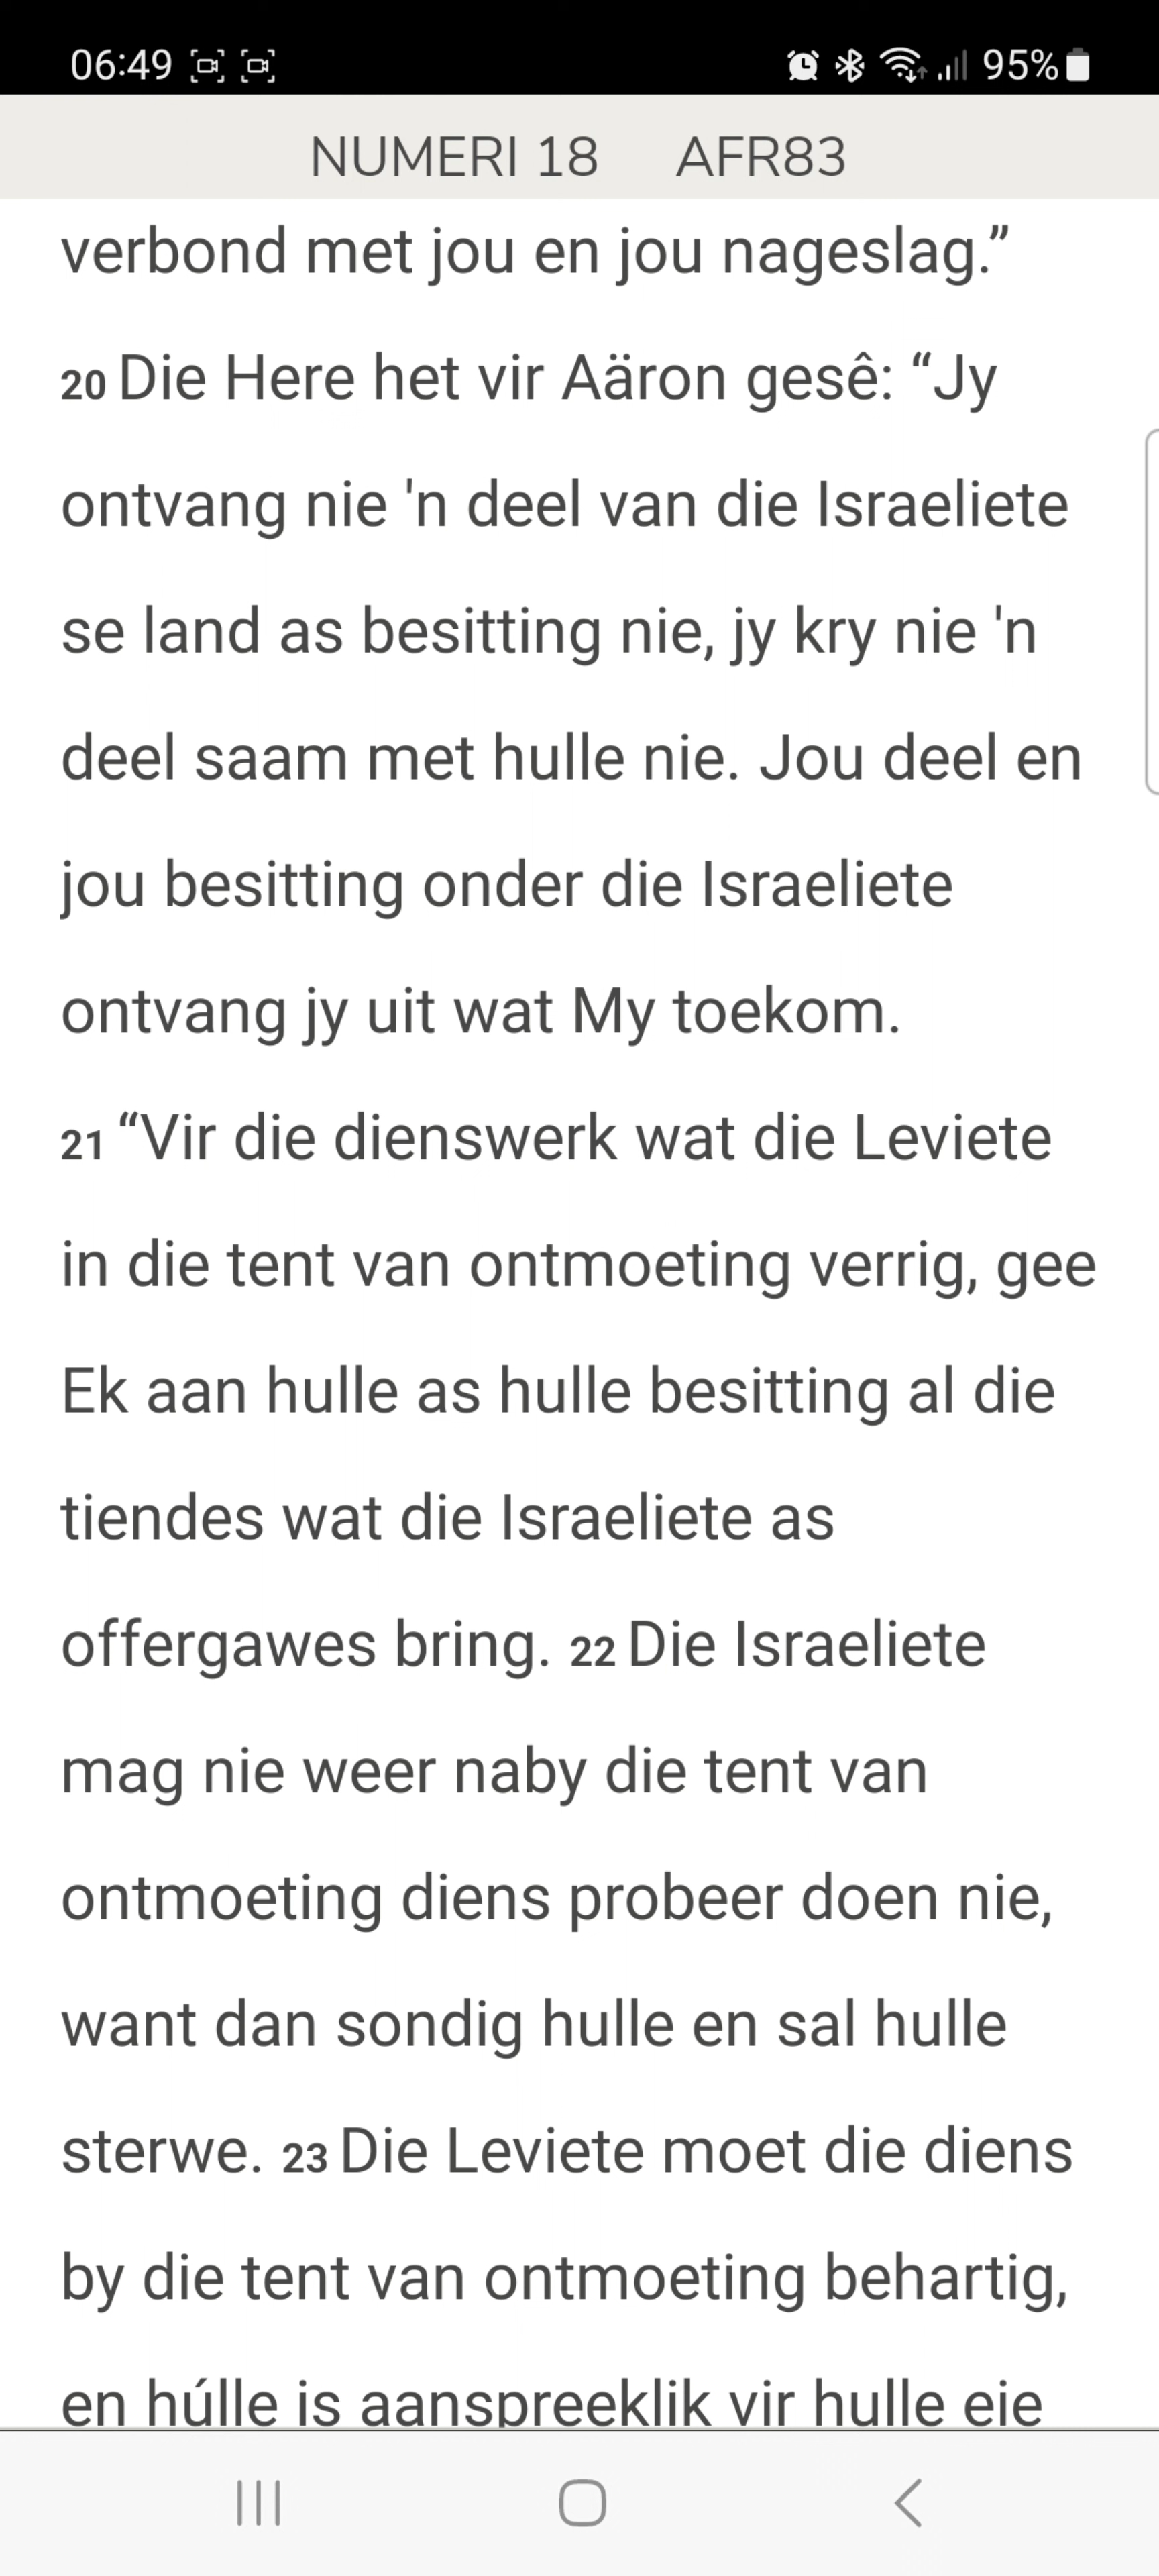 06:49 95%
NUMERI 18 AFR83
verbond met jou en jou nageslag.”
20 Die Here het vir Aäron gesê: “Jy
ontvang nie 'n deel van die Israeliete
se land as besitting nie, jy kry nie 'n
deel saam met hulle nie. Jou deel en
jou besitting onder die Israeliete
ontvang jy uit wat My toekom.
21 “Vir die dienswerk wat die Leviete
in die tent van ontmoeting verrig, gee
Ek aan hulle as hulle besitting al die
tiendes wat die Israeliete as
offergawes bring. 22 Die Israeliete
mag nie weer naby die tent van
ontmoeting diens probeer doen nie,
want dan sondig hulle en sal hulle
sterwe. 23 Die Leviete moet die diens
by die tent van ontmoeting behartig,
en húlle is aanspreeklik vir hulle eie